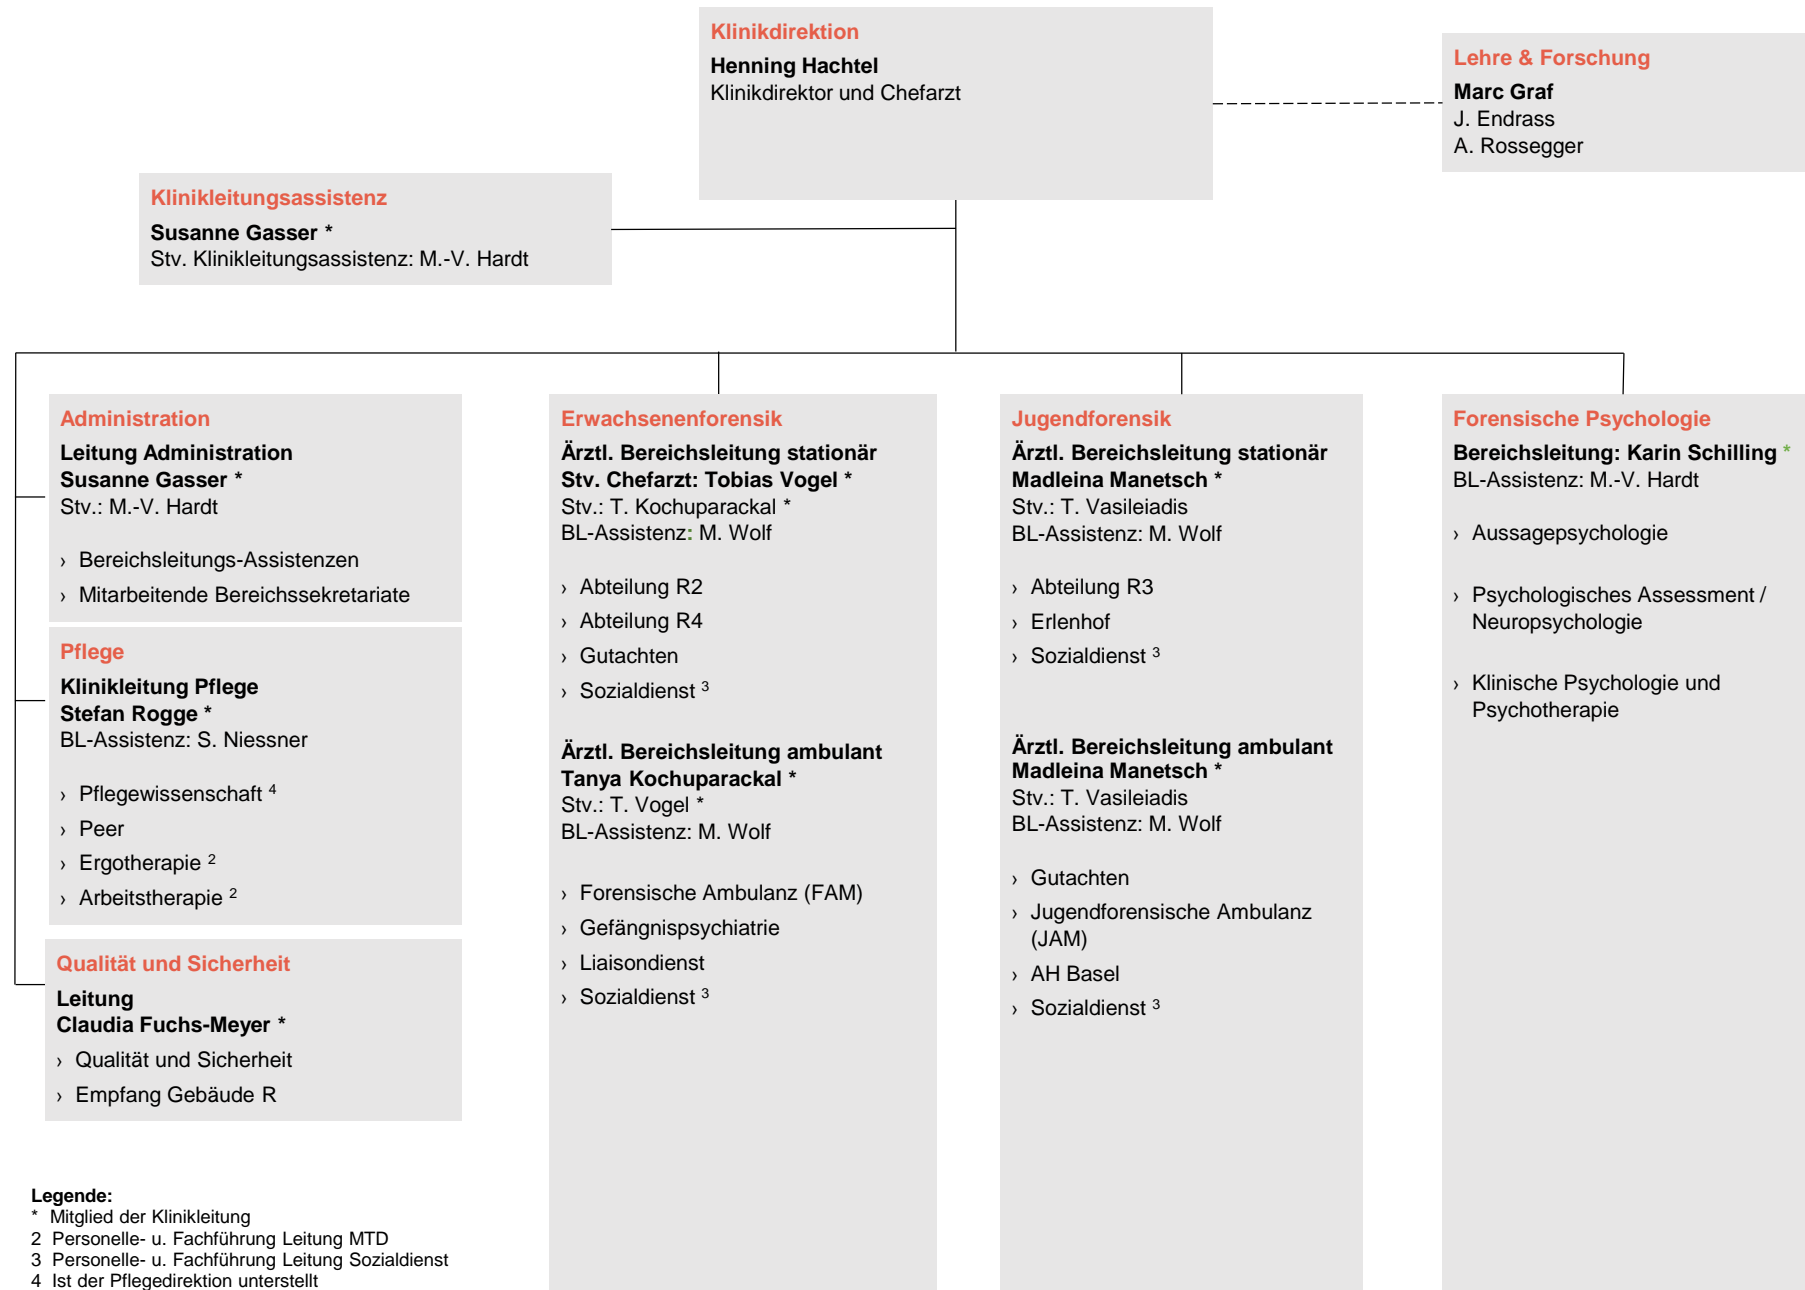 Klinikdirektion
Henning Hachtel
Klinikdirektor und Chefarzt
Lehre & Forschung
Marc Graf
J. Endrass
A. Rossegger
Klinikleitungsassistenz
Susanne Gasser *
Stv. Klinikleitungsassistenz: M.-V. Hardt
Administration
Leitung Administration
Susanne Gasser *
Stv.: M.-V. Hardt
› Bereichsleitungs-Assistenzen
› Mitarbeitende Bereichssekretariate
Pflege
Klinikleitung Pflege
Stefan Rogge *
BL-Assistenz: S. Niessner
› Pflegewissenschaft 4
› Peer
› Ergotherapie 2
› Arbeitstherapie 2
Qualität und Sicherheit
Leitung
Claudia Fuchs-Meyer *
› Qualität und Sicherheit
› Empfang Gebäude R
Erwachsenenforensik
Ärztl. Bereichsleitung stationär
Stv. Chefarzt: Tobias Vogel *
Stv.: T. Kochuparackal *
BL-Assistenz: M. Wolf
› Abteilung R2
› Abteilung R4
› Gutachten
› Sozialdienst 3
Ärztl. Bereichsleitung ambulant
Tanya Kochuparackal *
Stv.: T. Vogel *
BL-Assistenz: M. Wolf
› Forensische Ambulanz (FAM)
› Gefängnispsychiatrie
› Liaisondienst
› Sozialdienst 3
Jugendforensik
Ärztl. Bereichsleitung stationär
Madleina Manetsch *
Stv.: T. Vasileiadis
BL-Assistenz: M. Wolf
› Abteilung R3
› Erlenhof
› Sozialdienst 3
Ärztl. Bereichsleitung ambulant
Madleina Manetsch *
Stv.: T. Vasileiadis
BL-Assistenz: M. Wolf
› Gutachten
› Jugendforensische Ambulanz
(JAM)
› AH Basel
› Sozialdienst 3
Forensische Psychologie
Bereichsleitung: Karin Schilling *
BL-Assistenz: M.-V. Hardt
› Aussagepsychologie
› Psychologisches Assessment /
Neuropsychologie
› Klinische Psychologie und
Psychotherapie
Legende:
* Mitglied der Klinikleitung
2 Personelle- u. Fachführung Leitung MTD
3 Personelle- u. Fachführung Leitung Sozialdienst
4 Ist der Pflegedirektion unterstellt